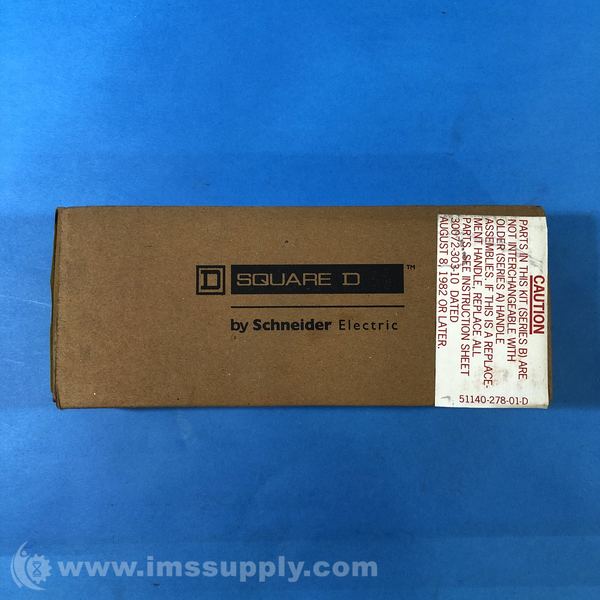 SQUARE D ™
by Schneider Electric
CAUTION
PARTS IN THIS KIT (SERIES B) ARE
NOT INTERCHANGEABLE WITH
OLDER (SERIES A) HANDLE
ASSEMBLIES. IF THIS IS A REPLACE-
MENT HANDLE, REPLACE ALL
PARTS. SEE INSTRUCTION SHEET
30072-303-10 DATED
AUGUST 8, 1982 OR LATER.
51140-278-01-D
www.imssupply.com